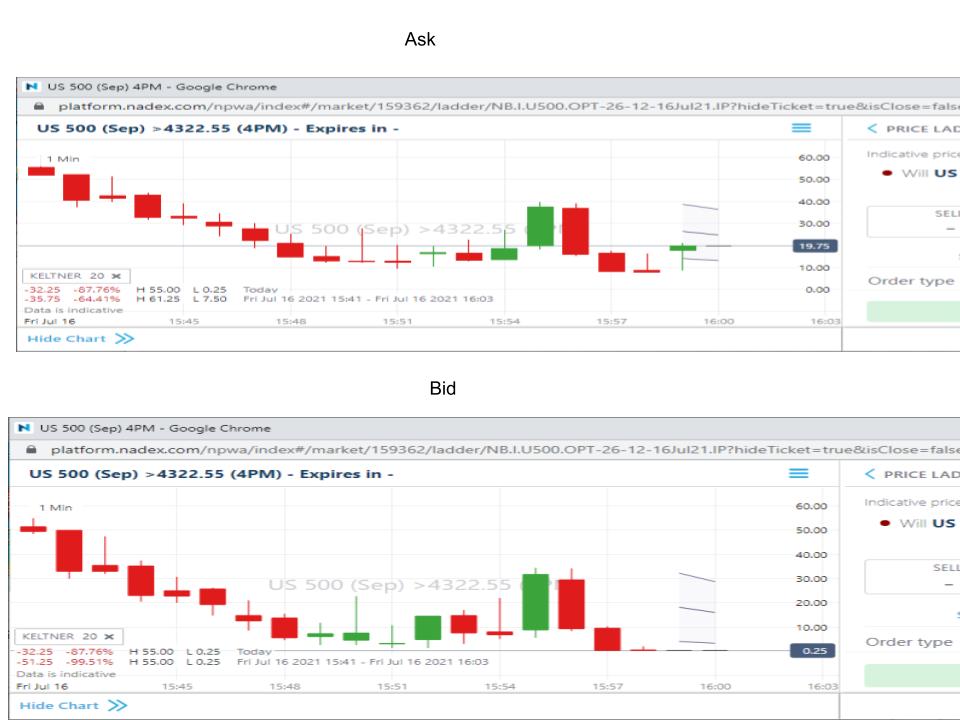 Ask
US 500 (Sep) 4PM - Google Chrome
platform.nadex.com/npwa/index#/market/159362/ladder/NB.I.U500.OPT-26-12-16Jul21.IP?hideTicket=true&isClose=false
US 500 (Sep) >4322.55 (4PM) - Expires in -
PRICE LAD
1 Min
60.00
Indicative price
50.00
Will US
40.00
SELL
30.00
US 500 (Sep) >4322.55
19.75
–
10.00
KELTNER 20 ×
Order type
-32.25 -87.76% H 55.00 L 0.25 Today
0.00
-35.75 -64.41% H 61.25 L 7.50 Fri Jul 16 2021 15:41 - Fri Jul 16 2021 16:03
Data is indicative
Fri Jul 16 15:45 15:48 15:51 15:54 15:57 16:00 16:03
Hide Chart
Bid
US 500 (Sep) 4PM - Google Chrome
platform.nadex.com/npwa/index#/market/159362/ladder/NB.I.U500.OPT-26-12-16Jul21.IP?hideTicket=true&isClose=false
US 500 (Sep) >4322.55 (4PM) - Expires in -
PRICE LAD
1 Min
60.00
Indicative price
50.00
Will US
40.00
SELL
30.00
US 500 (Sep) >4322.55
–
20.00
10.00
KELTNER 20 ×
Order type
0.25
-32.25 -87.76% H 55.00 L 0.25 Today
-51.25 -99.51% H 55.00 L 0.25 Fri Jul 16 2021 15:41 - Fri Jul 16 2021 16:03
Data is indicative
Fri Jul 16 15:45 15:48 15:51 15:54 15:57 16:00 16:03
Hide Chart